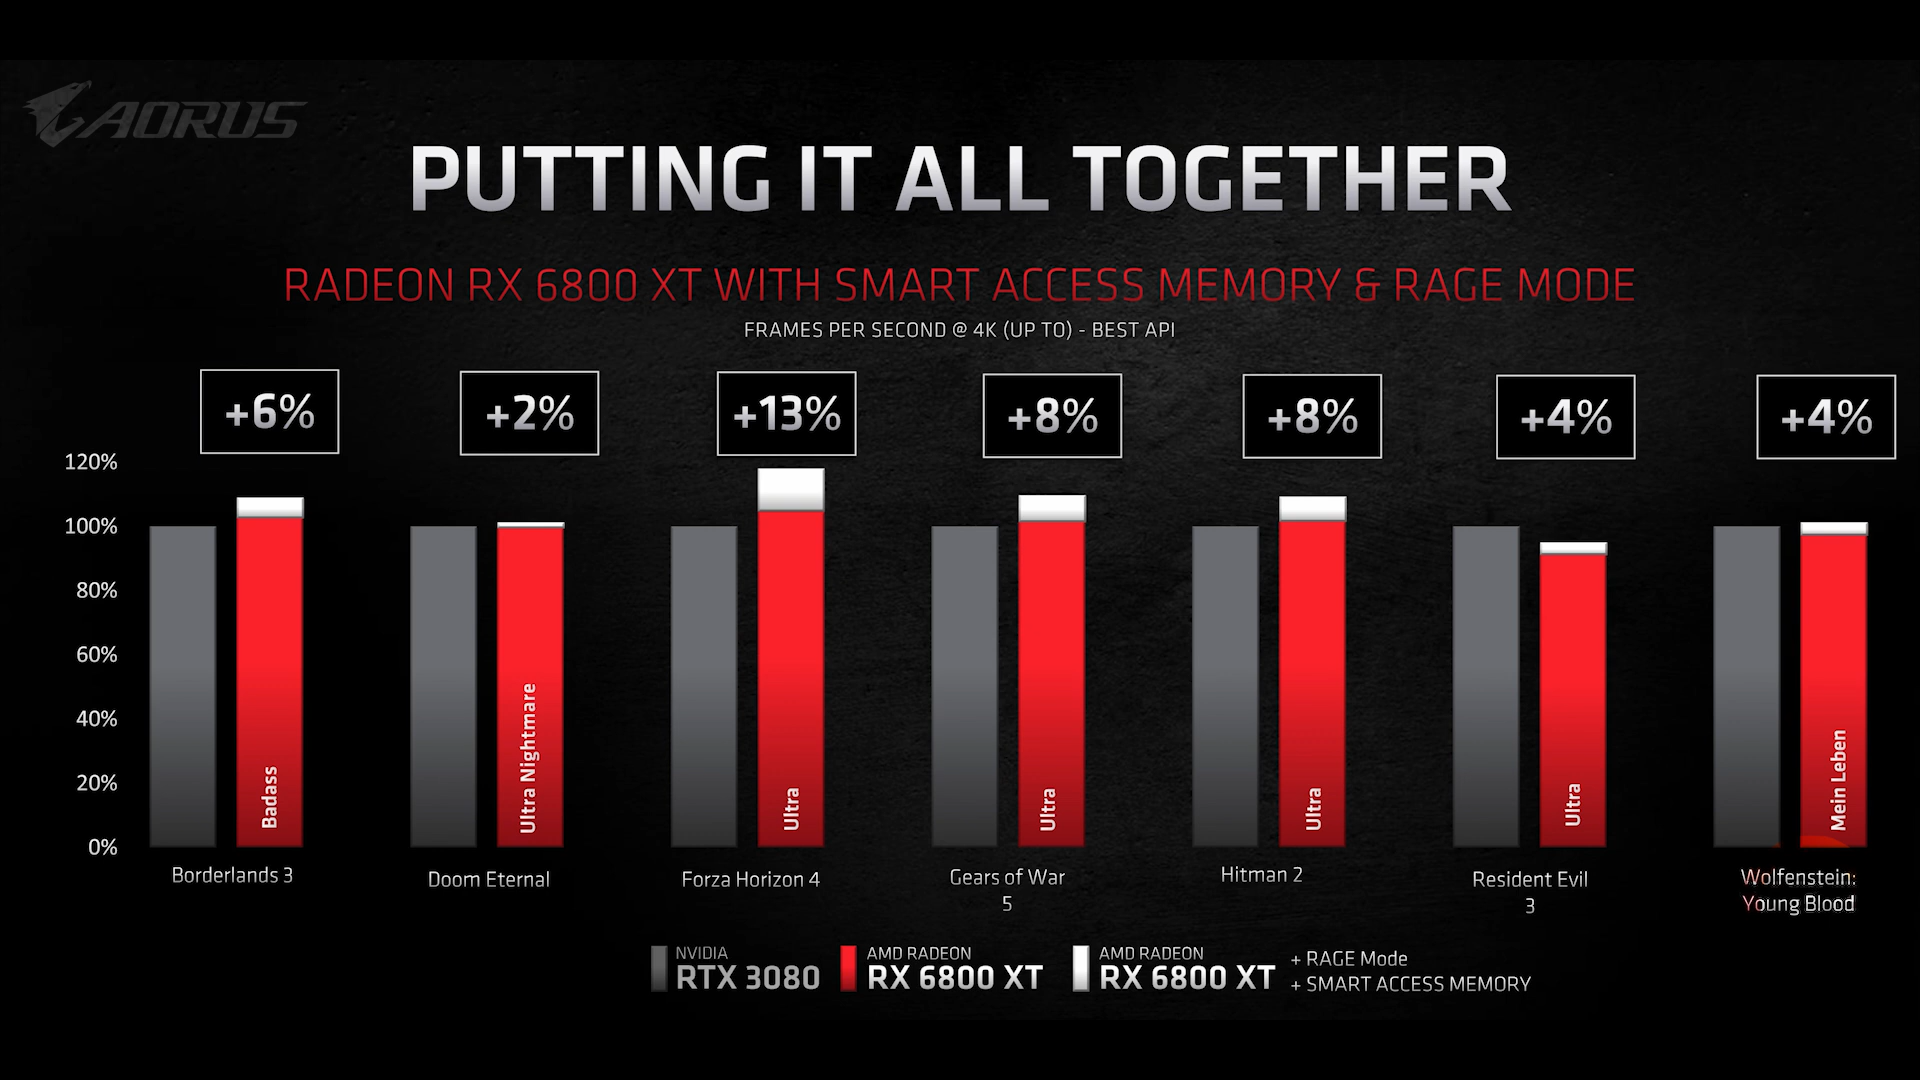 AORUS
PUTTING IT ALL TOGETHER
RADEON RX 6800 XT WITH SMART ACCESS MEMORY & RAGE MODE
FRAMES PER SECOND @ 4K (UP TO) - BEST API
+6%
+2%
+13%
+8%
+8%
+4%
+4%
120%
100%
80%
60%
40%
20%
0%
Badass
Ultra Nightmare
Ultra
Ultra
Ultra
Ultra
Mein Leben
Borderlands 3
Doom Eternal
Forza Horizon 4
Gears of War
5
Hitman 2
Resident Evil
3
Wolfenstein:
Young Blood
NVIDIA
RTX 3080
AMD RADEON
RX 6800 XT
AMD RADEON
RX 6800 XT
+ RAGE Mode
+ SMART ACCESS MEMORY